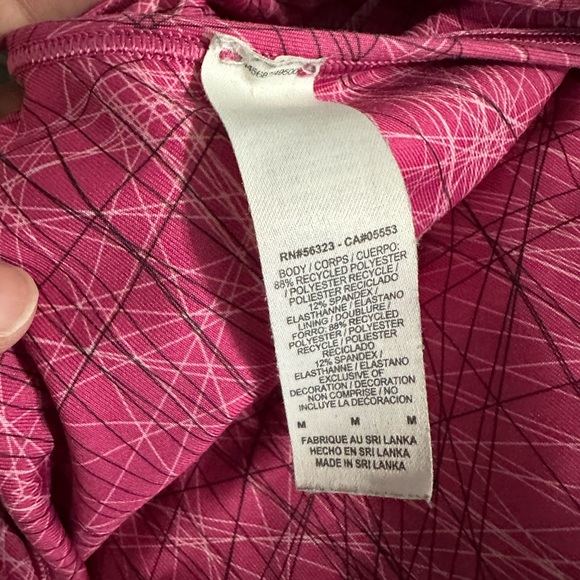 RN#56323 - CA#05553
BODY / CORPS / CUERPO:
88% RECYCLED POLYESTER
/ POLYESTER RECYCLE /
POLIESTER RECICLADO
12% SPANDEX /
ELASTHANNE / ELASTANO
LINING / DOUBLURE /
FORRO: 88% RECYCLED
POLYESTER / POLYESTER
RECYCLE / POLIESTER
RECICLADO
12% SPANDEX /
ELASTHANNE / ELASTANO
EXCLUSIVE OF
DECORATION / DECORATION
NON COMPRISE / NO
INCLUYE LA DECORACION
M M M
FABRIQUE AU SRI LANKA
HECHO EN SRI LANKA
MADE IN SRI LANKA